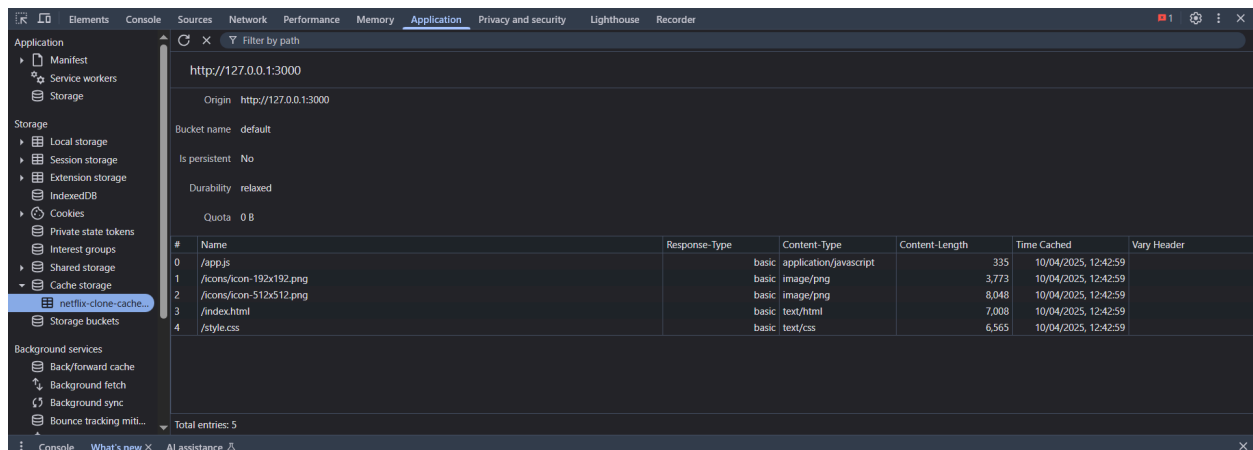 Elements Console Sources Network Performance Memory Application Privacy and security Lighthouse Recorder 1
Application
Manifest
Service workers
Storage
Storage
Local storage
Session storage
Extension storage
IndexedDB
Cookies
Private state tokens
Interest groups
Shared storage
Cache storage
netflix-clone-cache...
Storage buckets
Background services
Back/forward cache
Background fetch
Background sync
Bounce tracking miti...
Filter by path
http://127.0.0.1:3000
Origin http://127.0.0.1:3000
Bucket name default
Is persistent No
Durability relaxed
Quota 0 B
# Name Response-Type Content-Type Content-Length Time Cached Vary Header
0 /app.js basic application/javascript 335 10/04/2025, 12:42:59
1 /icons/icon-192x192.png basic image/png 3,773 10/04/2025, 12:42:59
2 /icons/icon-512x512.png basic image/png 8,048 10/04/2025, 12:42:59
3 /index.html basic text/html 7,008 10/04/2025, 12:42:59
4 /style.css basic text/css 6,565 10/04/2025, 12:42:59
Total entries: 5
Console What's new AI assistance